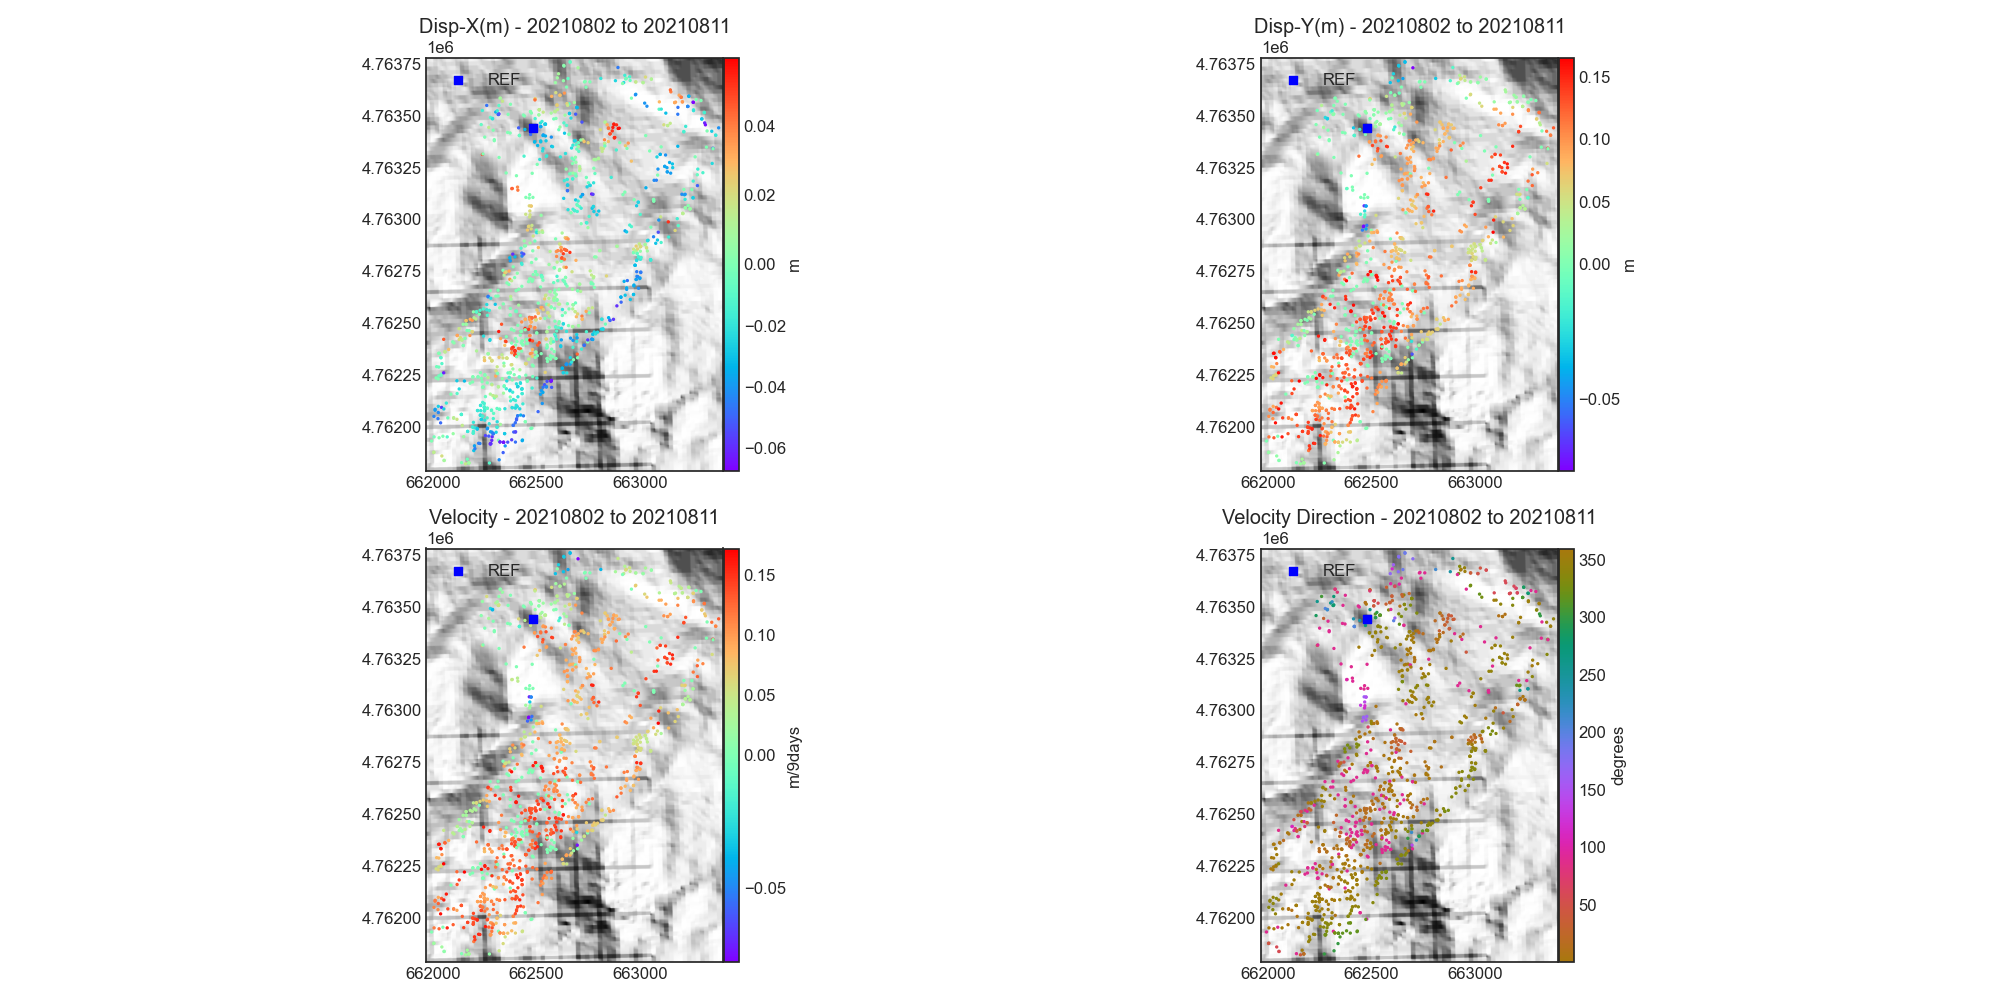 Disp-X(m) - 20210802 to 20210811
1e6
REF
4.76375
4.76350
4.76325
4.76300
4.76275
4.76250
4.76225
4.76200
662000 662500 663000
0.04
0.02
0.00
−0.02
−0.04
−0.06
m
Disp-Y(m) - 20210802 to 20210811
1e6
REF
4.76375
4.76350
4.76325
4.76300
4.76275
4.76250
4.76225
4.76200
662000 662500 663000
0.15
0.10
0.05
0.00
−0.05
m
Velocity - 20210802 to 20210811
1e6
REF
4.76375
4.76350
4.76325
4.76300
4.76275
4.76250
4.76225
4.76200
662000 662500 663000
0.15
0.10
0.05
0.00
−0.05
m/9days
Velocity Direction - 20210802 to 20210811
1e6
REF
4.76375
4.76350
4.76325
4.76300
4.76275
4.76250
4.76225
4.76200
662000 662500 663000
350
300
250
200
150
100
50
degrees